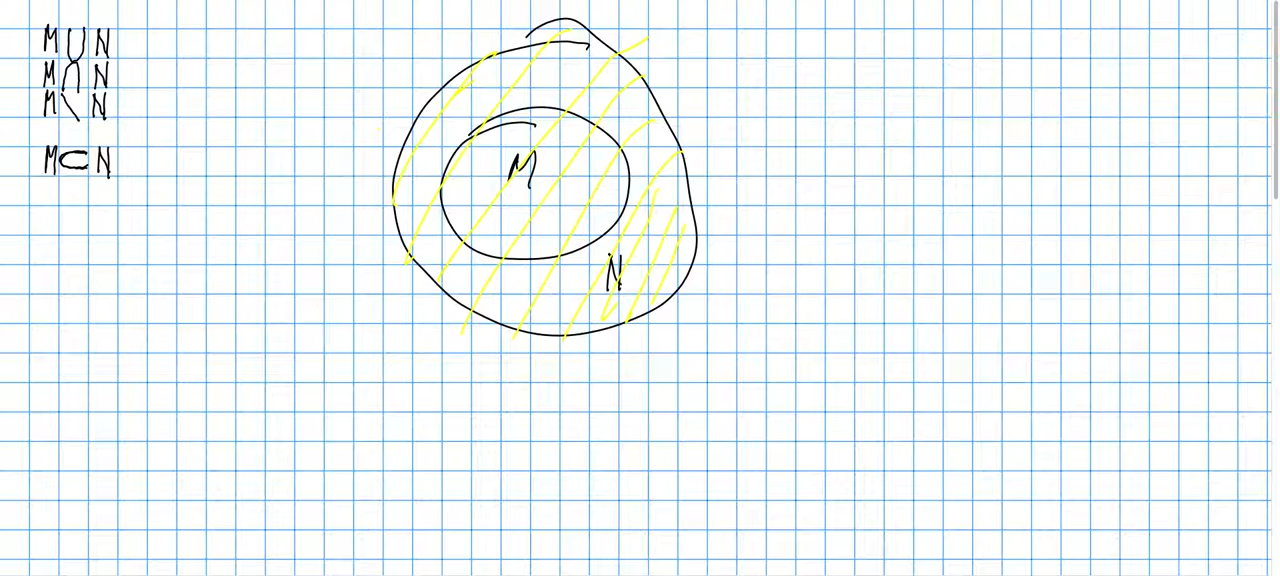 M ∪ N
M ∩ N
M \ N
M ⊂ N
M
N